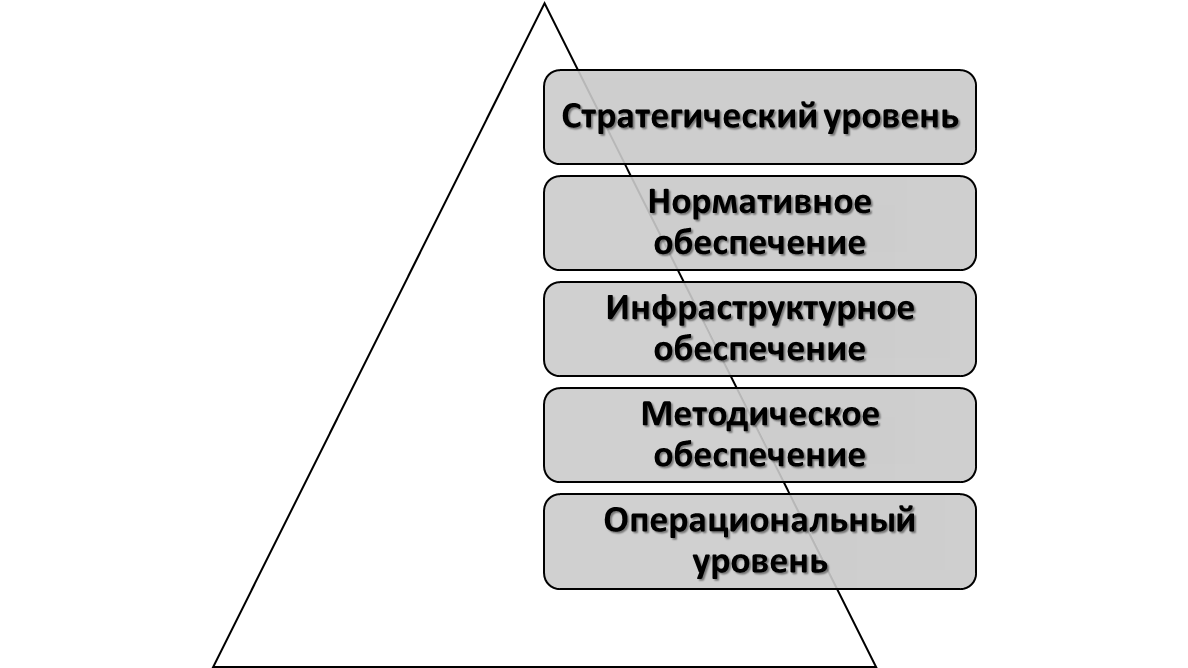 Стратегический уровень
Нормативное
обеспечение
Инфраструктурное
обеспечение
Методическое
обеспечение
Операциональный
уровень